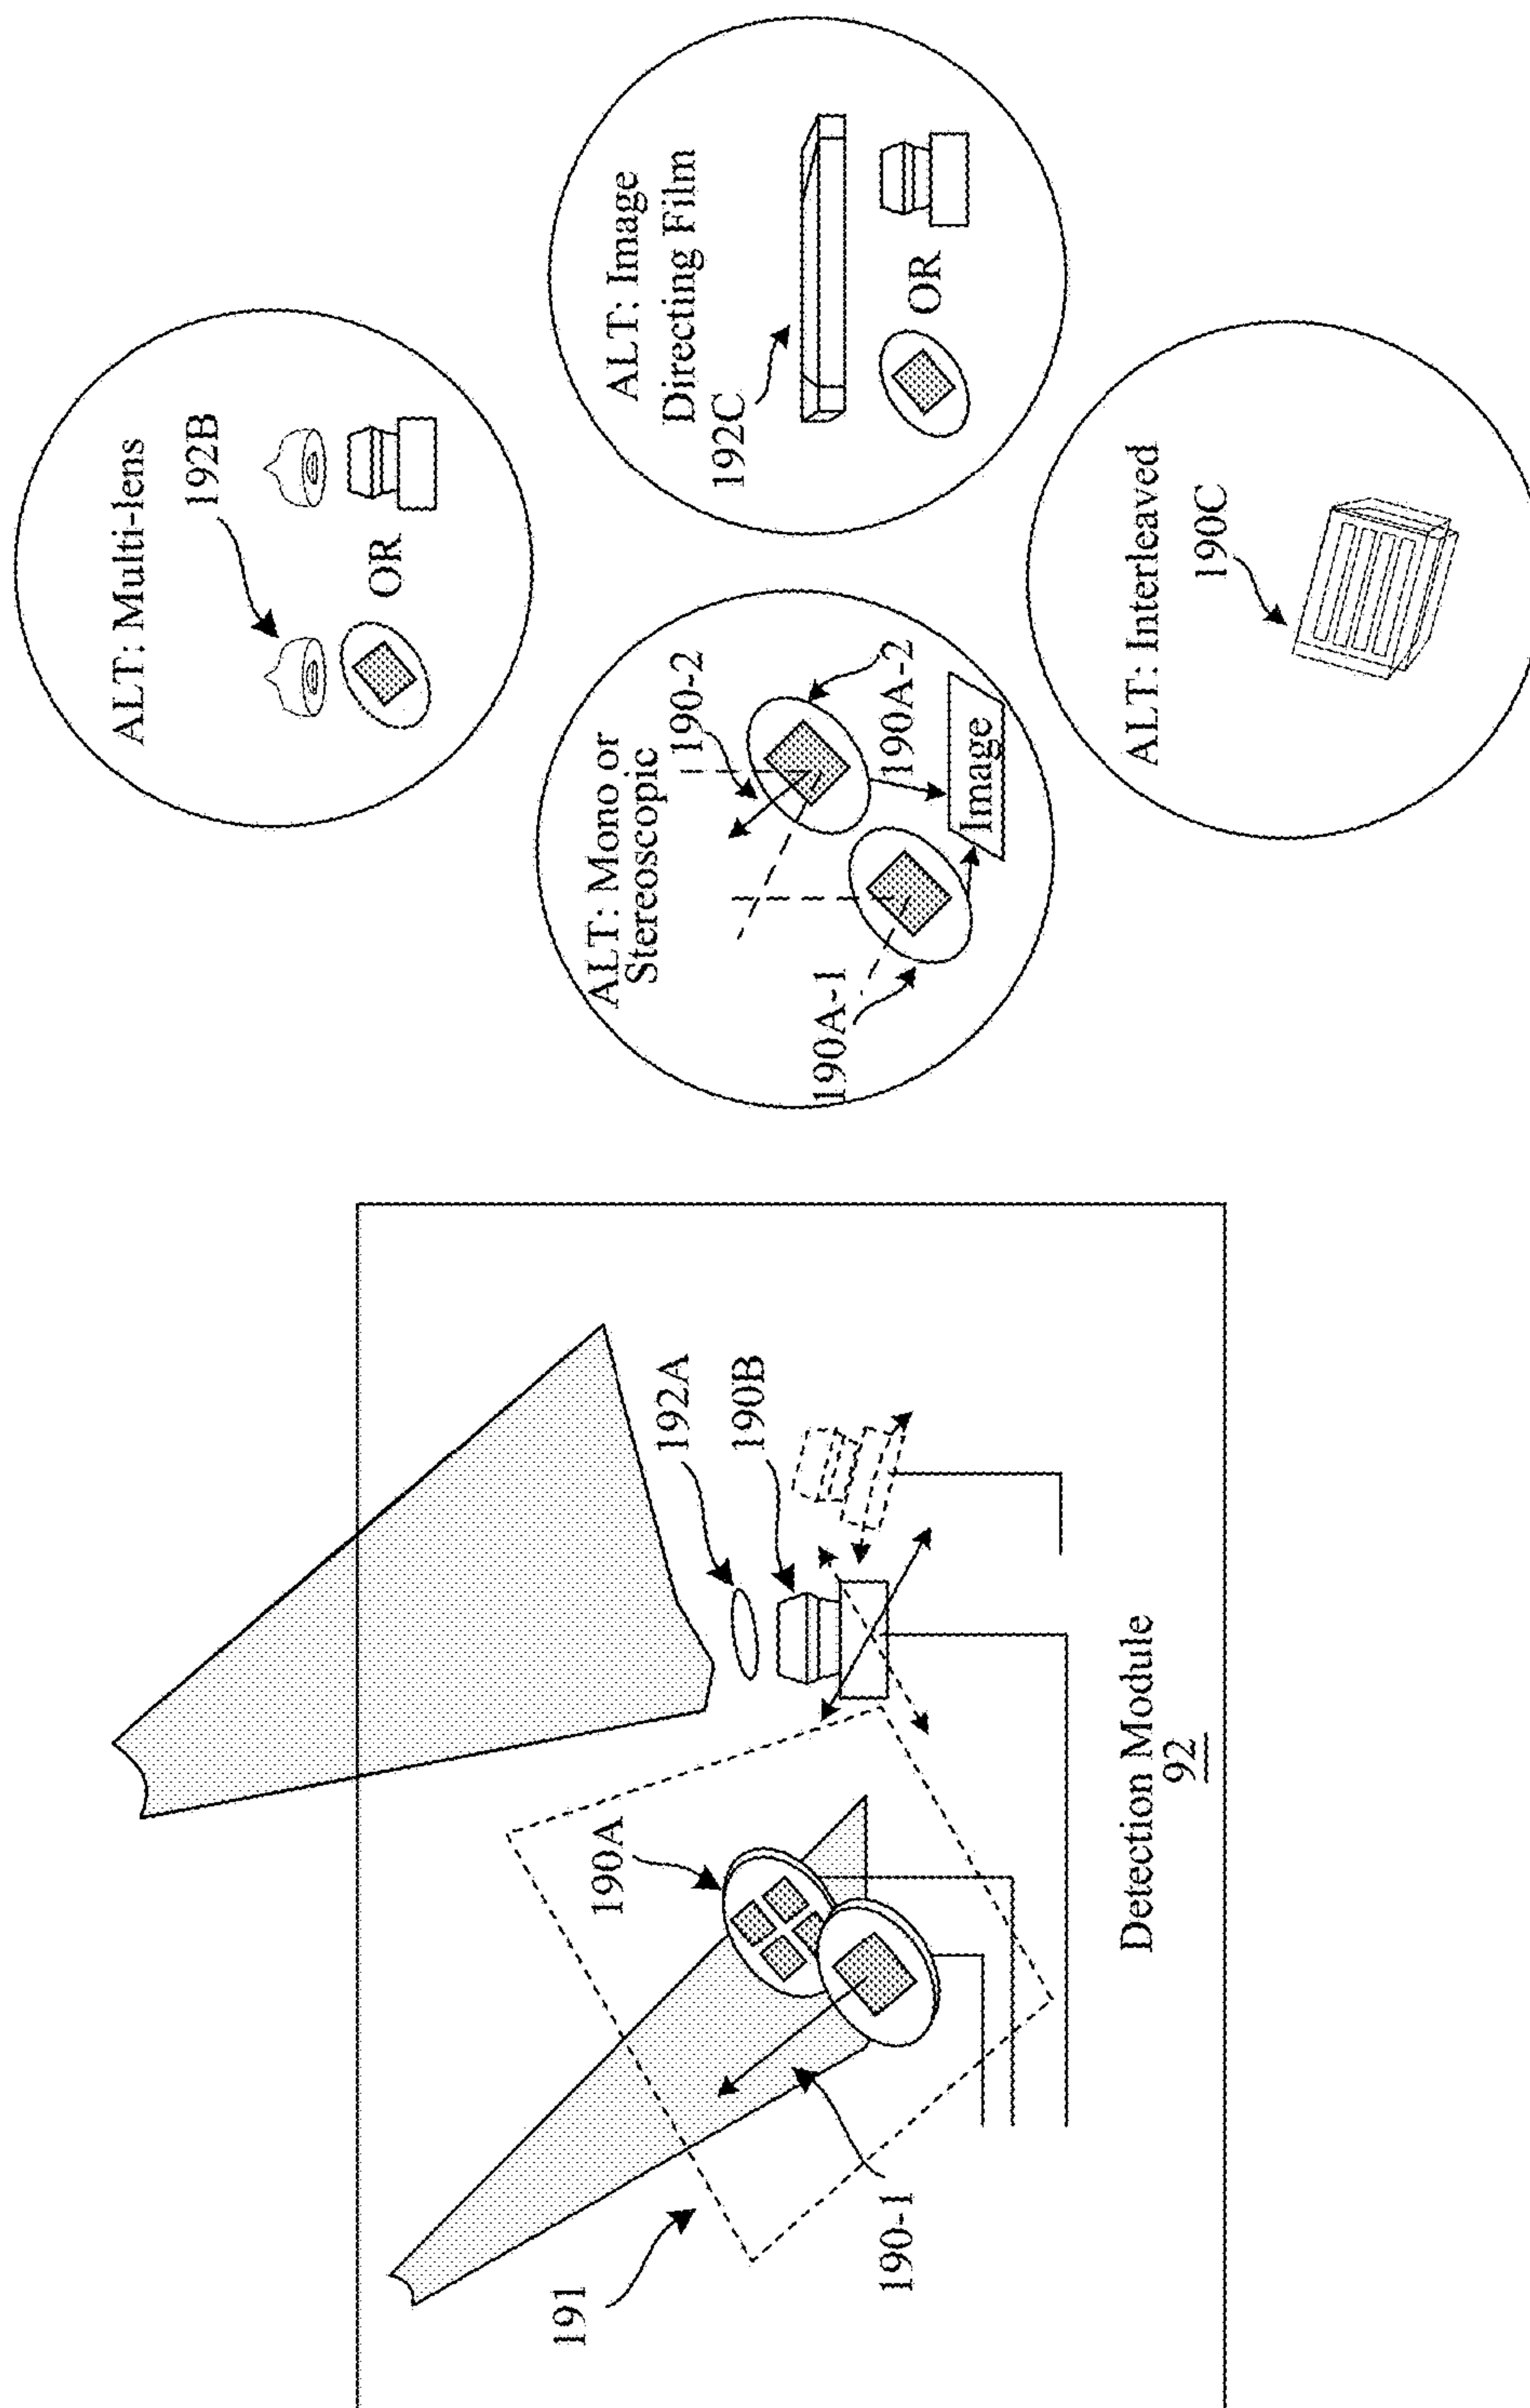 ALT: Multi-lens
192B
OR
ALT: Mono or
Stereoscopic
190-2
190A-1
190A-2
Image
ALT: Image
Directing Film
192C
OR
ALT: Interleaved
190C
192A
190B
190A
191
190-1
Detection Module
92